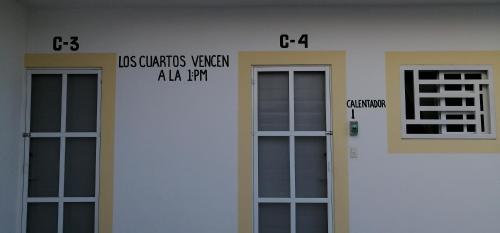 C-3
LOS CUARTOS VENCEN
A LA 1:PM
C-4
CALENTADOR